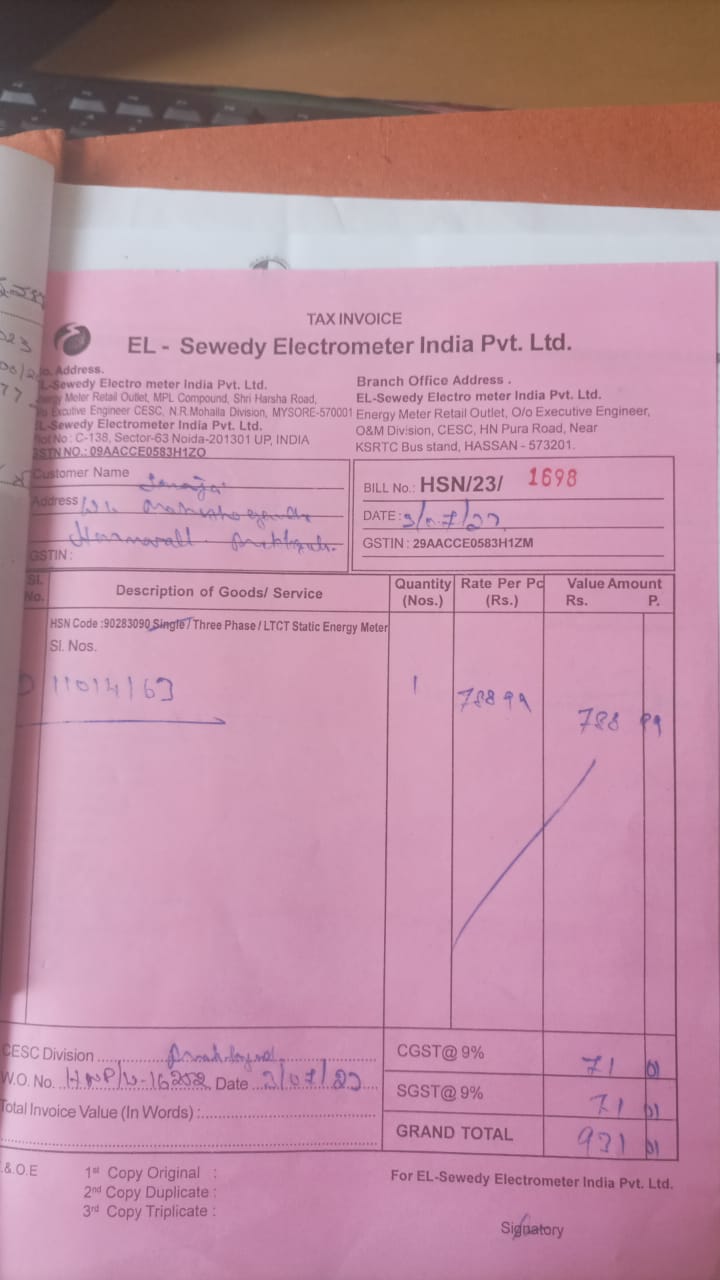 TAX INVOICE
EL - Sewedy Electrometer India Pvt. Ltd.
Address.
L-Sewedy Electro meter India Pvt. Ltd.
Meter Retail Outlet, MPL Compound, Shri Harsha Road,
Excutive Engineer CESC, N.R.Mohalla Division, MYSORE-570001
L-Sewedy Electrometer India Pvt. Ltd.
No : C-138, Sector-63 Noida-201301 UP, INDIA
GSTN NO.: 09AACCE0583H1ZO
Branch Office Address .
EL-Sewedy Electro meter India Pvt. Ltd.
Energy Meter Retail Outlet, O/o Executive Engineer,
O&M Division, CESC, HN Pura Road, Near
KSRTC Bus stand, HASSAN - 573201.
Customer Name
Address
GSTIN :
BILL No.: HSN/23/ 1698
DATE : 3/07/23
GSTIN : 29AACCE0583H1ZM
Sl. No. Description of Goods/ Service Quantity (Nos.) Rate Per Pc (Rs.) Value Amount Rs. P.
HSN Code :90283090 Single / Three Phase / LTCT Static Energy Meter
Sl. Nos.
11014163 1 788 99 788 99
CESC Division
CGST@ 9% 71 01
W.O. No. Date 3/07/23
SGST@ 9% 71 01
Total Invoice Value (In Words) :
GRAND TOTAL 931 01
.& O.E
1st Copy Original :
2nd Copy Duplicate :
3rd Copy Triplicate :
For EL-Sewedy Electrometer India Pvt. Ltd.
Signatory